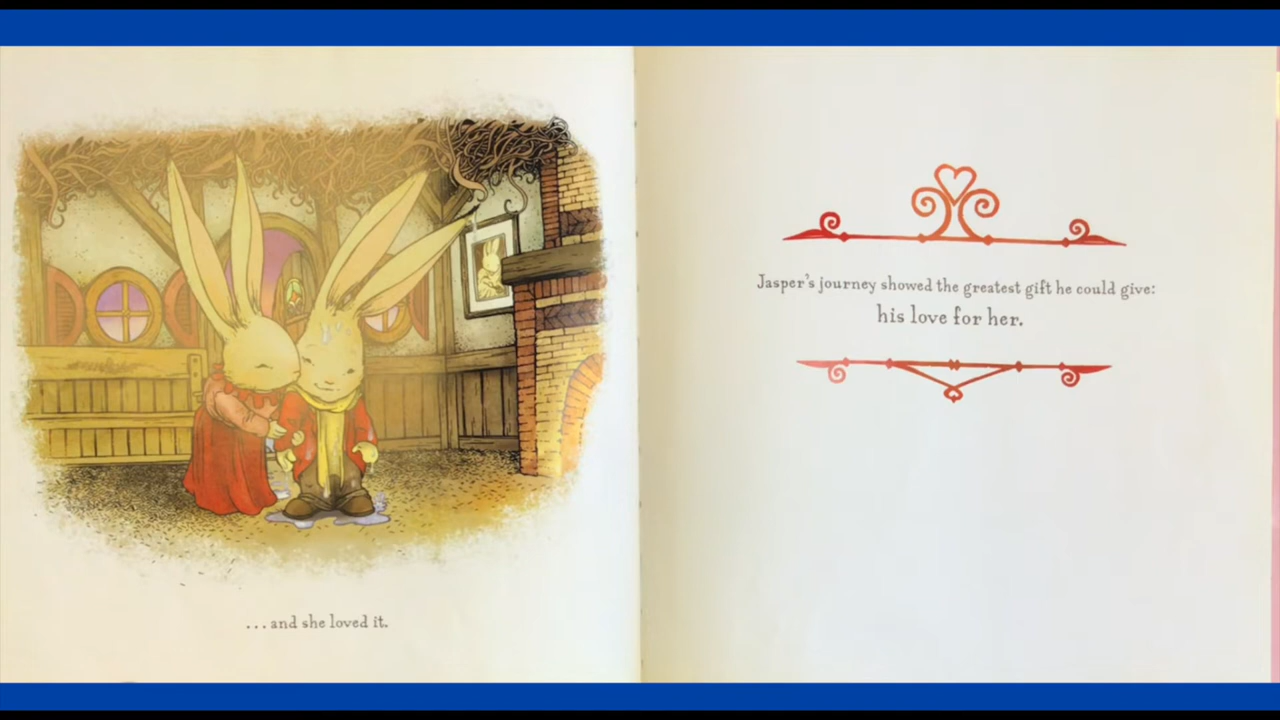 ...and she loved it.
Jasper's journey showed the greatest gift he could give:
his love for her.